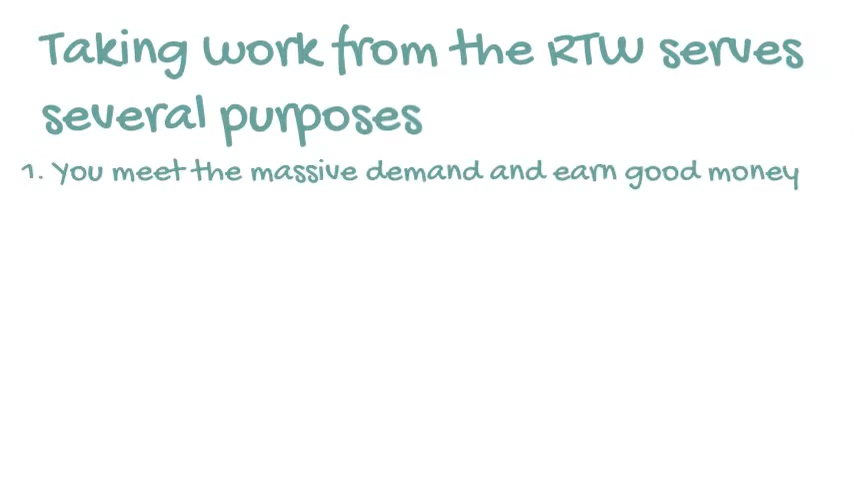 Taking work from the RTW serves
several purposes
1. You meet the massive demand and earn good money